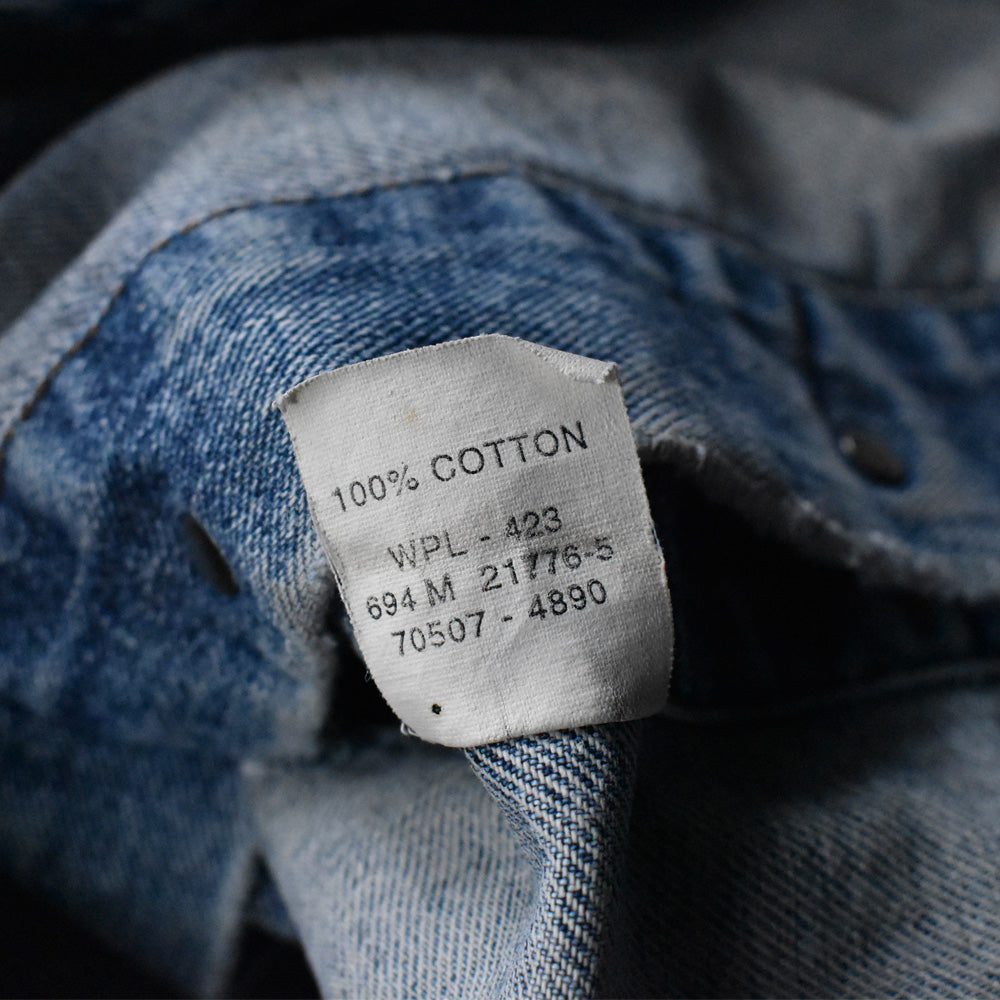 100% COTTON
WPL - 423
694 M 21776-5
70507 - 4890